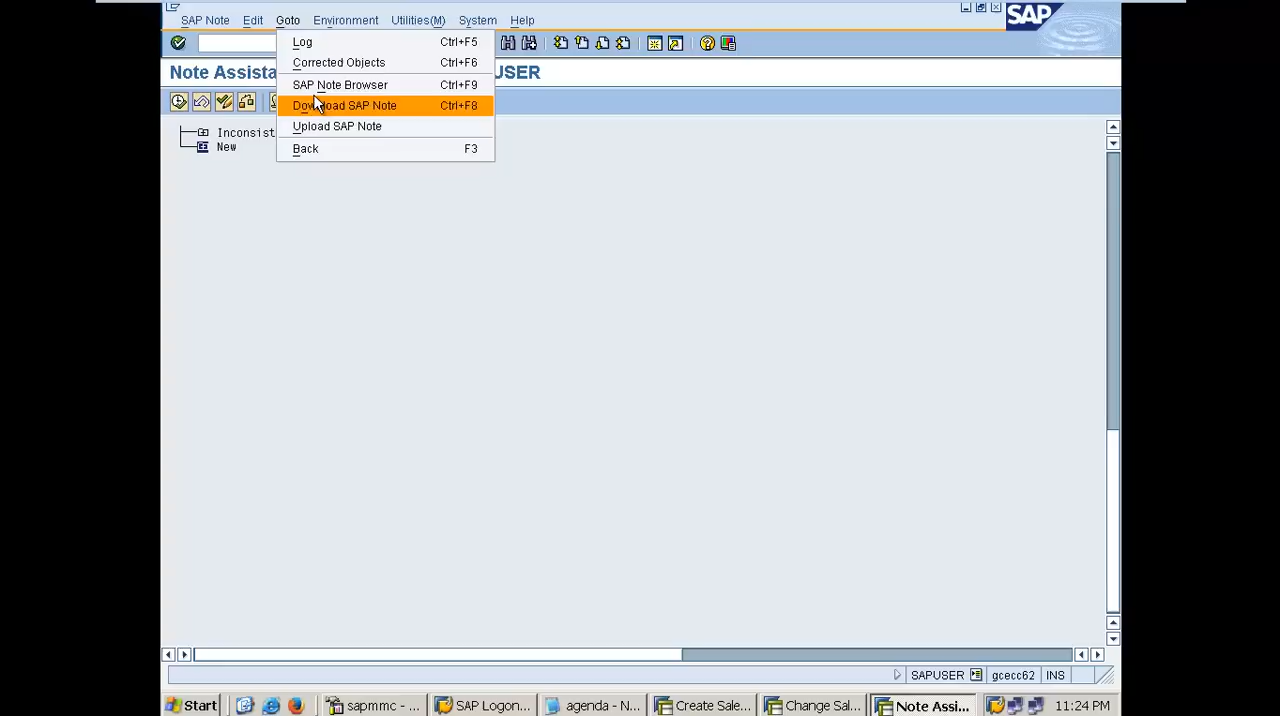 SAP Note Edit Goto Environment Utilities(M) System Help
SAP
Log Ctrl+F5
Corrected Objects Ctrl+F6
SAP Note Browser Ctrl+F9
Download SAP Note Ctrl+F8
Upload SAP Note
Back F3
Note Assista
USER
Inconsist
New
SAPUSER gcecc62 INS
Start sapmmc - ... SAP Logon... agenda - N... Create Sale... Change Sal... Note Assi... 11:24 PM